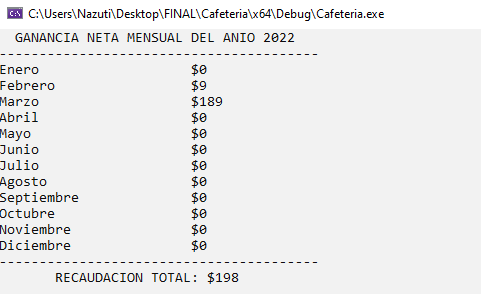 C:\Users\Nazuti\Desktop\FINAL\Cafeteria\x64\Debug\Cafeteria.exe
GANANCIA NETA MENSUAL DEL ANIO 2022
----------------------------------------
Enero $0
Febrero $9
Marzo $189
Abril $0
Mayo $0
Junio $0
Julio $0
Agosto $0
Septiembre $0
Octubre $0
Noviembre $0
Diciembre $0
----------------------------------------
RECAUDACION TOTAL: $198